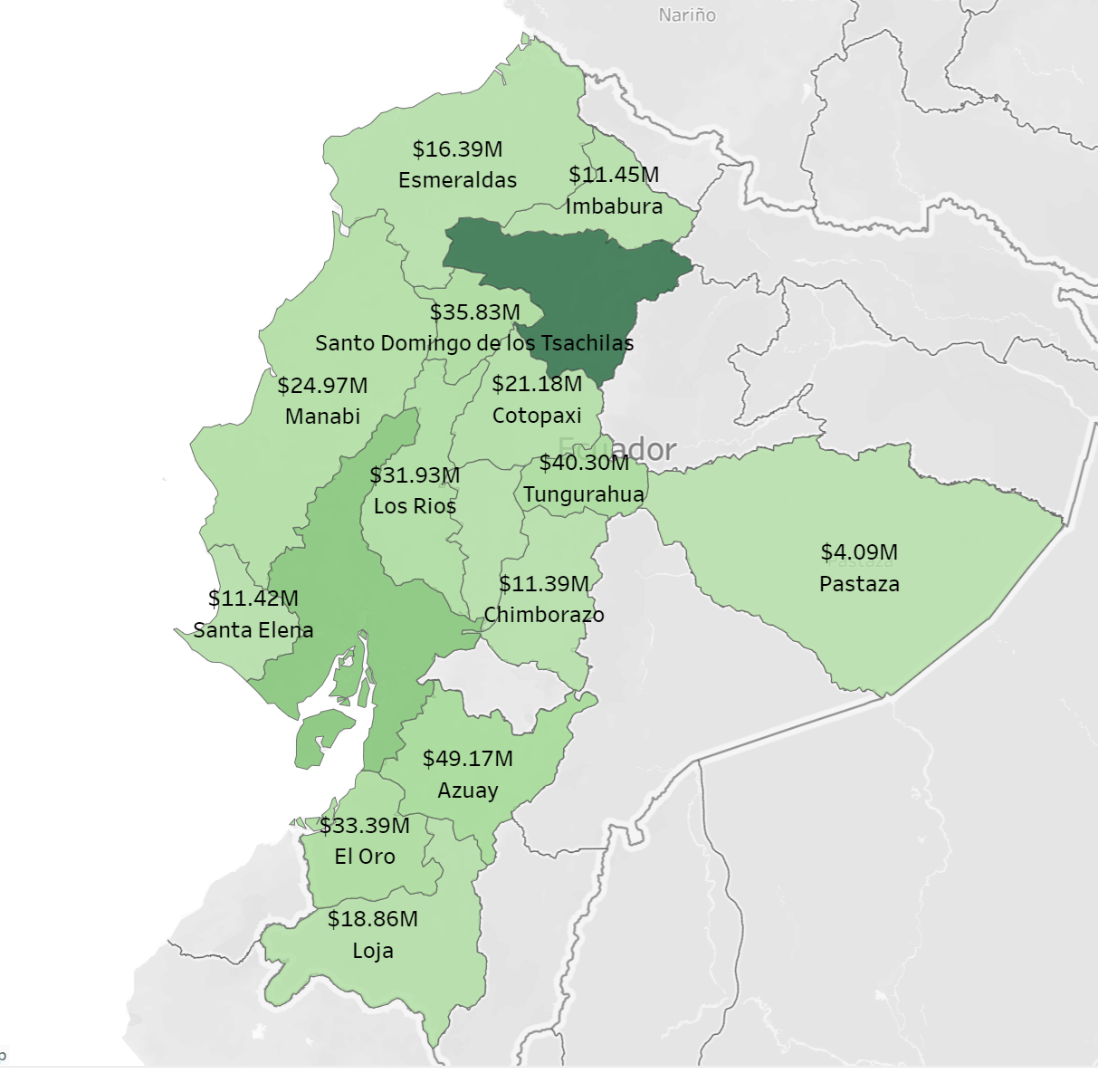 Nariño
$16.39M
Esmeraldas
$11.45M
Imbabura
$35.83M
Santo Domingo de los Tsachilas
$24.97M
Manabi
$21.18M
Cotopaxi
Ecuador
$31.93M
Los Rios
$40.30M
Tungurahua
$4.09M
Pastaza
Pastaza
$11.42M
Santa Elena
$11.39M
Chimborazo
$49.17M
Azuay
$33.39M
El Oro
$18.86M
Loja
p